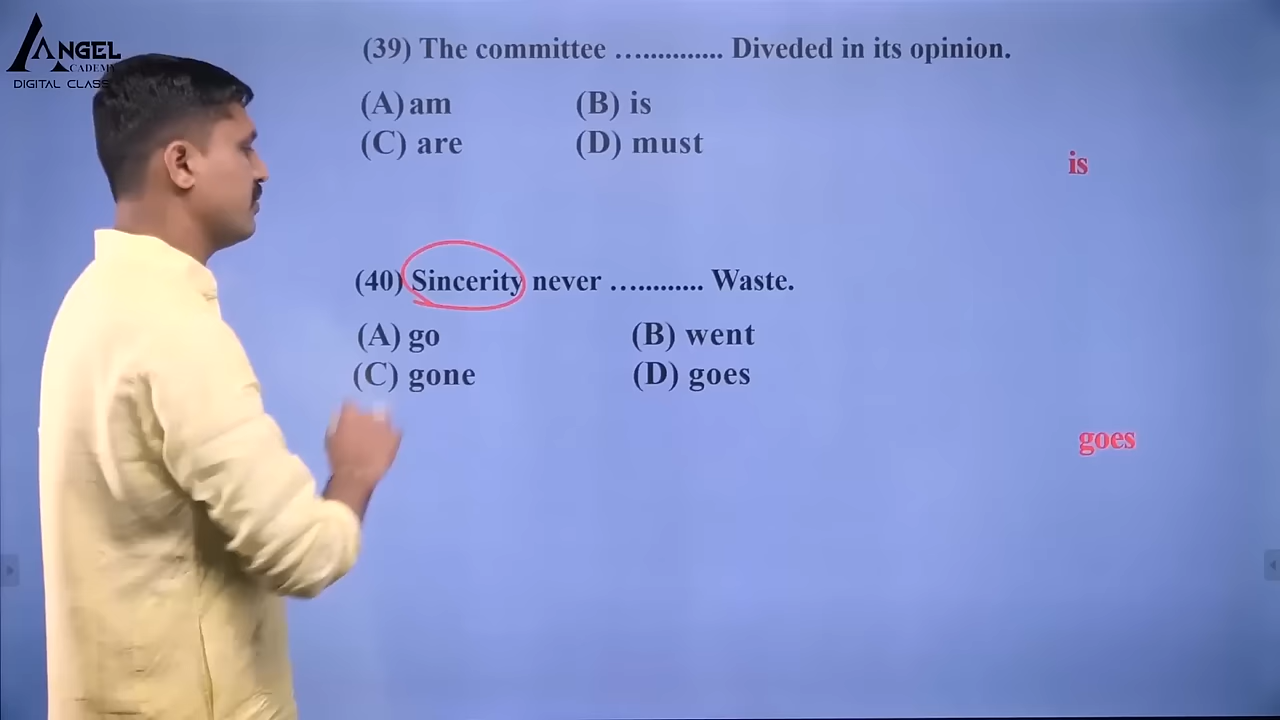 ANGEL
ACADEMY
DIGITAL CLASS
(39) The committee …........... Diveded in its opinion.
(A) am (B) is
(C) are (D) must
is
(40) Sincerity never …......... Waste.
(A) go (B) went
(C) gone (D) goes
goes